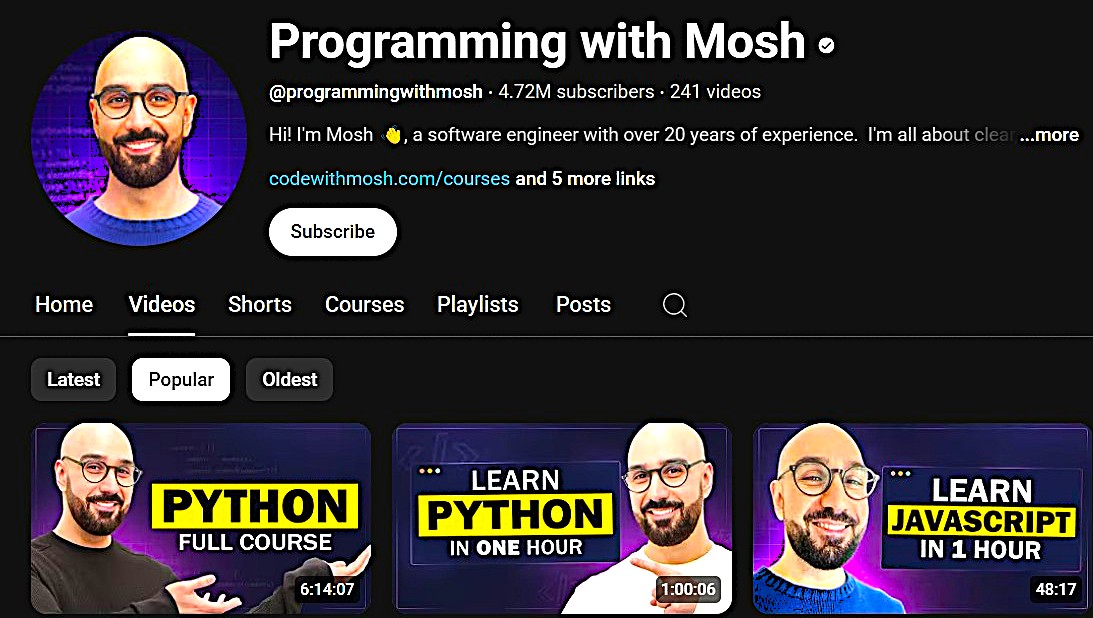 Programming with Mosh
@programmingwithmosh · 4.72M subscribers · 241 videos
Hi! I'm Mosh 👋, a software engineer with over 20 years of experience. I'm all about clear ...more
codewithmosh.com/courses and 5 more links
Subscribe
Home Videos Shorts Courses Playlists Posts
Latest Popular Oldest
PYTHON
FULL COURSE
6:14:07
LEARN
PYTHON
IN ONE HOUR
1:00:06
LEARN
JAVASCRIPT
IN 1 HOUR
48:17